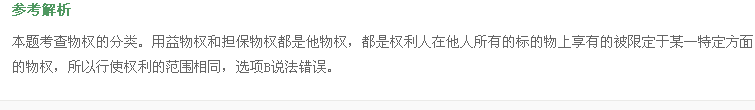 参考解析
本题考查物权的分类。用益物权和担保物权都是他物权，都是权利人在他人所有的标的物上享有的被限定于某一特定方面
的物权，所以行使权利的范围相同，选项B说法错误。